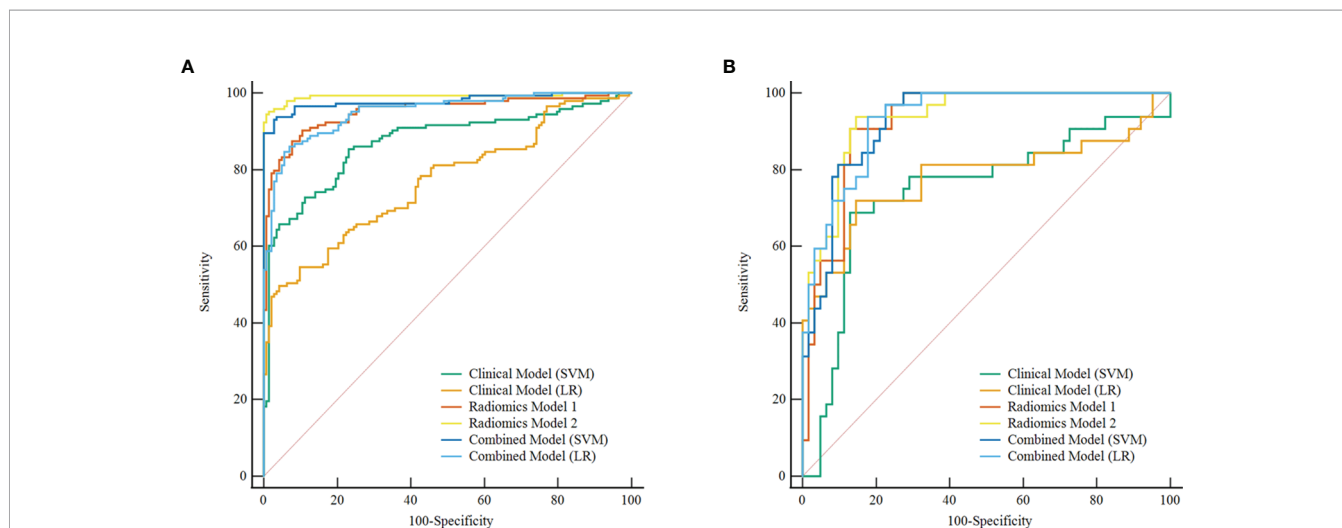 A
100
80
60
40
20
0
Sensitivity
Clinical Model (SVM)
Clinical Model (LR)
Radiomics Model 1
Radiomics Model 2
Combined Model (SVM)
Combined Model (LR)
0 20 40 60 80 100
100-Specificity
B
100
80
60
40
20
0
Sensitivity
Clinical Model (SVM)
Clinical Model (LR)
Radiomics Model 1
Radiomics Model 2
Combined Model (SVM)
Combined Model (LR)
0 20 40 60 80 100
100-Specificity